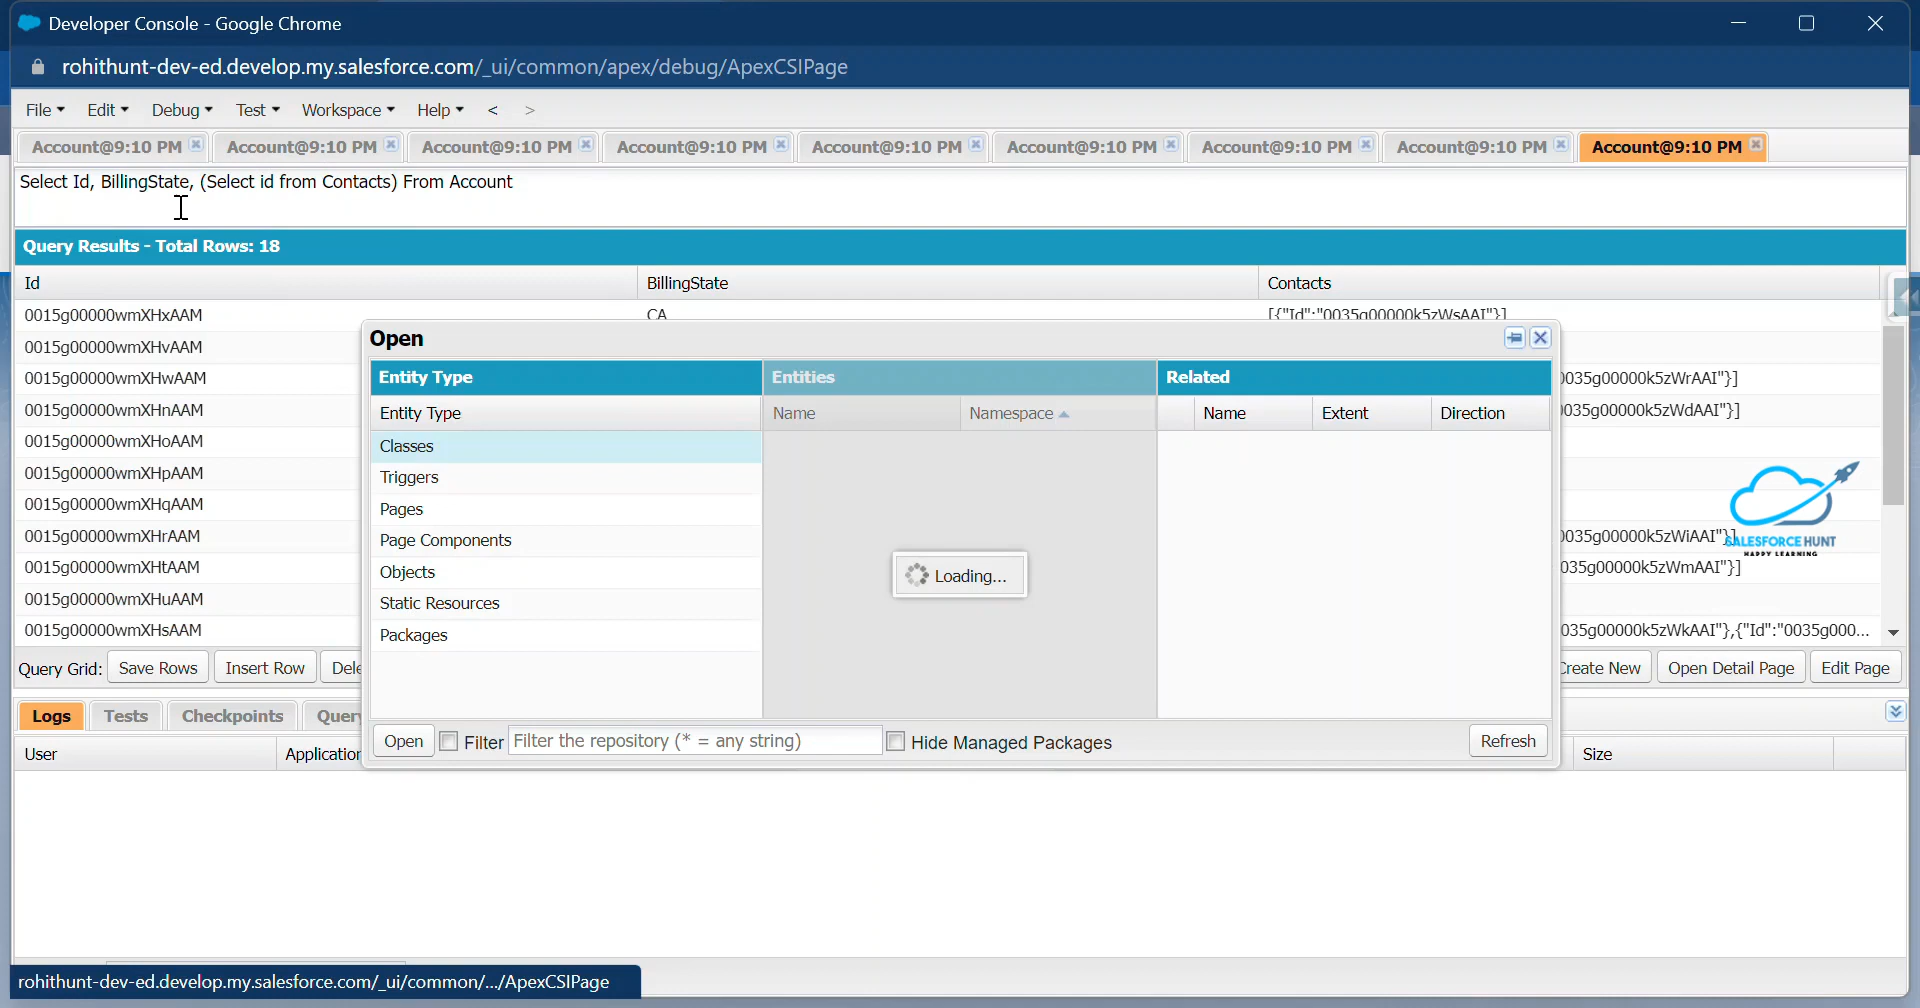 Developer Console - Google Chrome
rohithunt-dev-ed.develop.my.salesforce.com/_ui/common/apex/debug/ApexCSIPage
File Edit Debug Test Workspace Help < >
Account@9:10 PM Account@9:10 PM Account@9:10 PM Account@9:10 PM Account@9:10 PM Account@9:10 PM Account@9:10 PM Account@9:10 PM Account@9:10 PM
Select Id, BillingState, (Select id from Contacts) From Account
Query Results - Total Rows: 18
Id BillingState Contacts
0015g00000wmXHxAAM CA [{"Id":"0035g00000k5zWsAAI"}]
Open
0015g00000wmXHvAAM
Entity Type Entities Related
0015g00000wmXHwAAM 0035g00000k5zWrAAI"}]
Entity Type Name Namespace Name Extent Direction
0015g00000wmXHnAAM 035g00000k5zWdAAI"}]
Classes
0015g00000wmXHoAAM
Triggers
0015g00000wmXHpAAM
Pages
0015g00000wmXHqAAM
Page Components
0015g00000wmXHrAAM 035g00000k5zWiAAI"}]
SALESFORCE HUNT
HAPPY LEARNING
Objects
0015g00000wmXHtAAM 035g00000k5zWmAAI"}]
Loading...
Static Resources
0015g00000wmXHuAAM
Packages
0015g00000wmXHsAAM 035g00000k5zWkAAI"},{"Id":"0035g000...
Query Grid: Save Rows Insert Row Dele Create New Open Detail Page Edit Page
Logs Tests Checkpoints Query
Open Filter Filter the repository (* = any string) Hide Managed Packages Refresh
User Application Size
rohithunt-dev-ed.develop.my.salesforce.com/_ui/common/.../ApexCSIPage